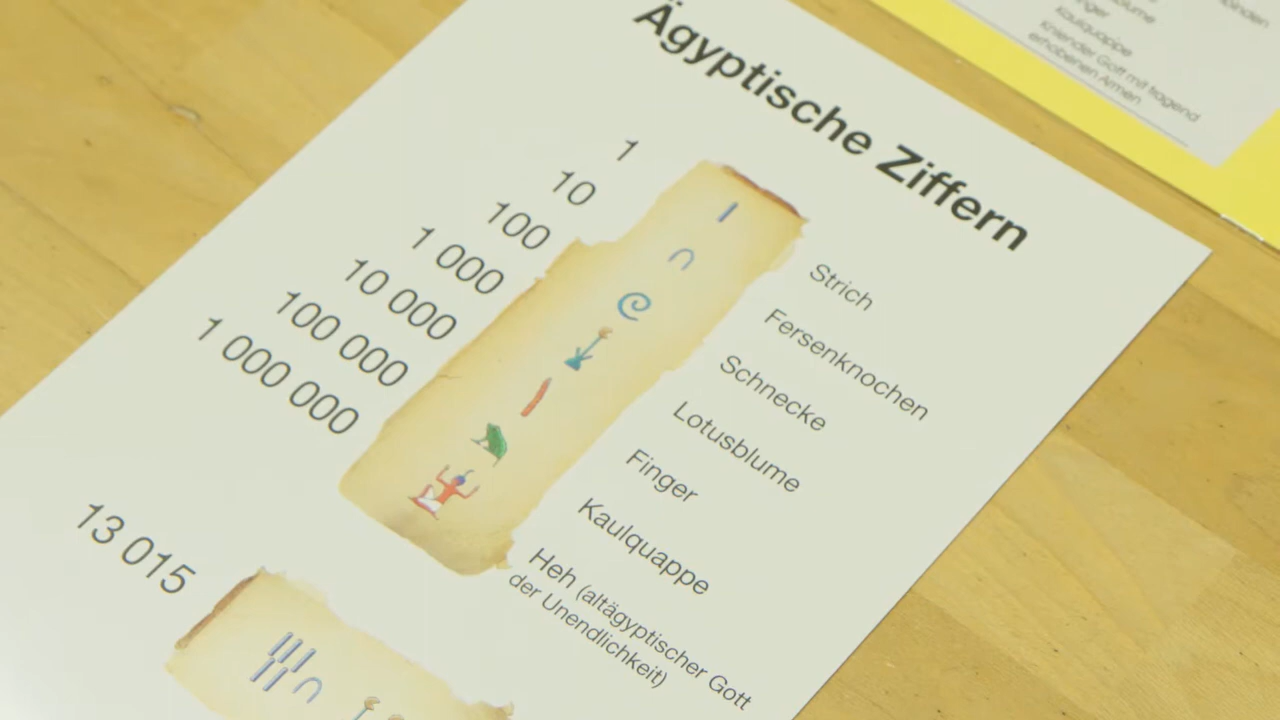 Ägyptische Ziffern
1
Strich
10
Fersenknochen
100
Schnecke
1 000
Lotusblume
10 000
Finger
100 000
Kaulquappe
1 000 000
Heh (altägyptischer Gott
der Unendlichkeit)
13 015
Kaulquappe
Kniender Gott mit tragend
erhobenen Armen